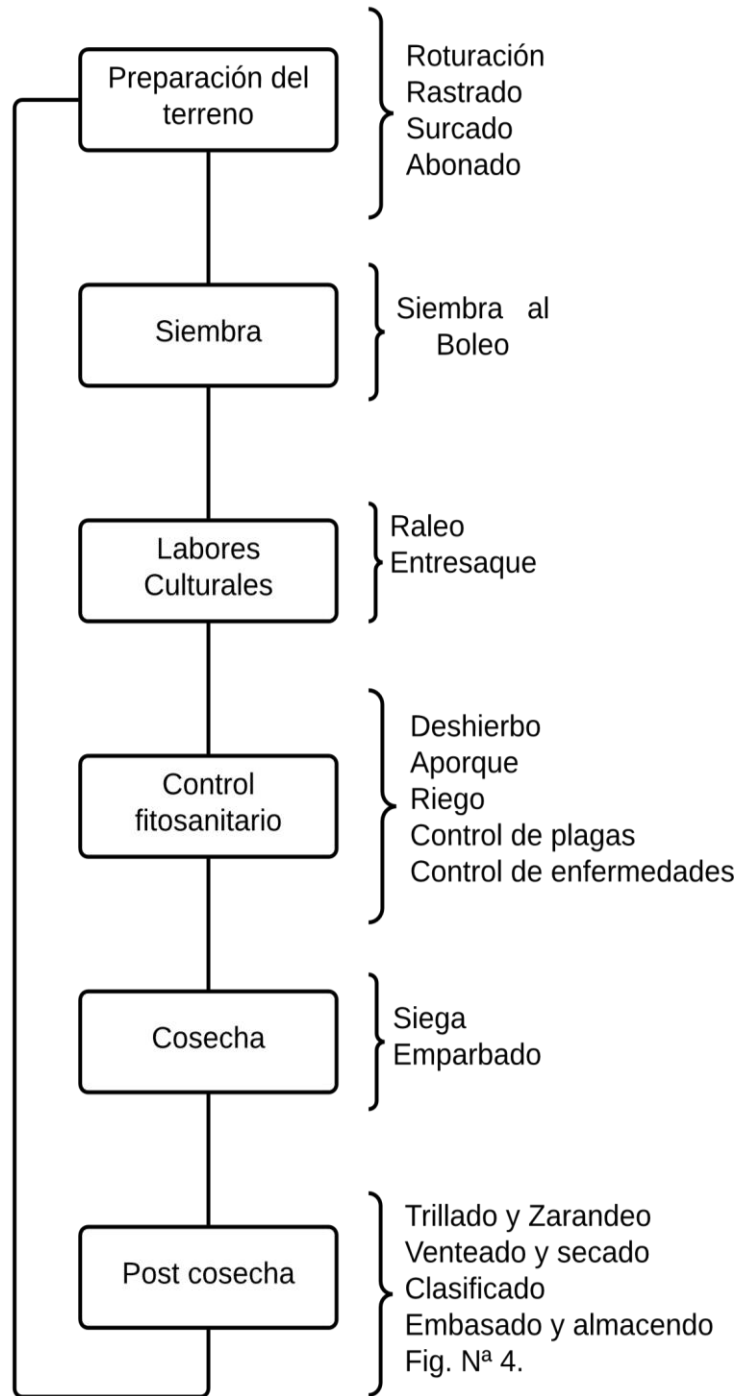 Preparación del
terreno
Roturación
Rastrado
Surcado
Abonado
Siembra
Siembra al
Boleo
Labores
Culturales
Raleo
Entresaque
Control
fitosanitario
Deshierbo
Aporque
Riego
Control de plagas
Control de enfermedades
Cosecha
Siega
Emparbado
Post cosecha
Trillado y Zarandeo
Venteado y secado
Clasificado
Embasado y almacendo
Fig. Nª 4.